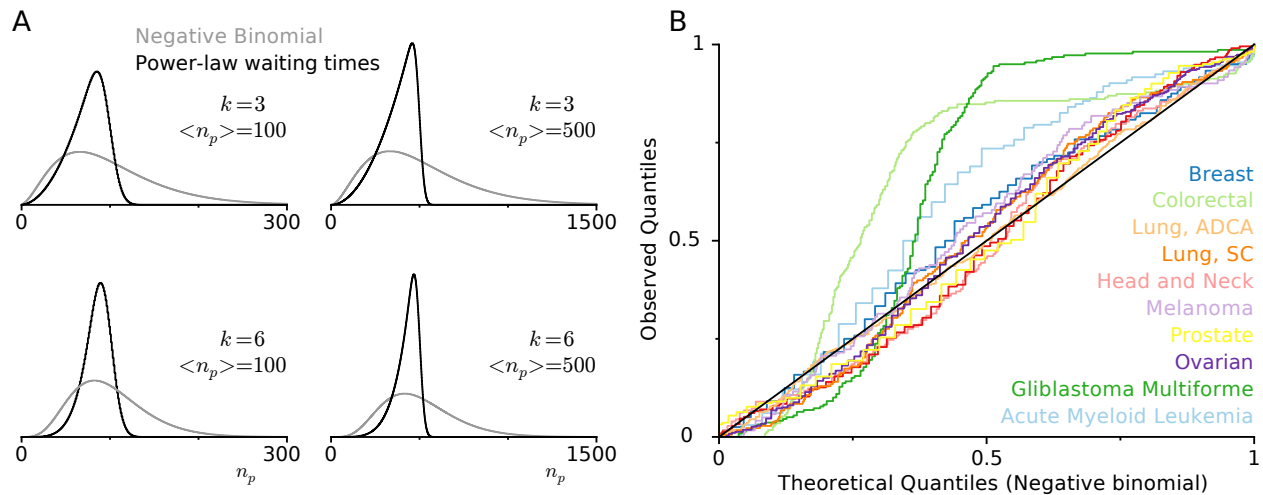 A
Negative Binomial
Power-law waiting times
k=3
<n_p>=100
0
300
k=3
<n_p>=500
0
1500
k=6
<n_p>=100
0
300
n_p
k=6
<n_p>=500
0
1500
n_p
B
1
0.5
0
Observed Quantiles
Breast
Colorectal
Lung, ADCA
Lung, SC
Head and Neck
Melanoma
Prostate
Ovarian
Gliblastoma Multiforme
Acute Myeloid Leukemia
0
0.5
1
Theoretical Quantiles (Negative binomial)